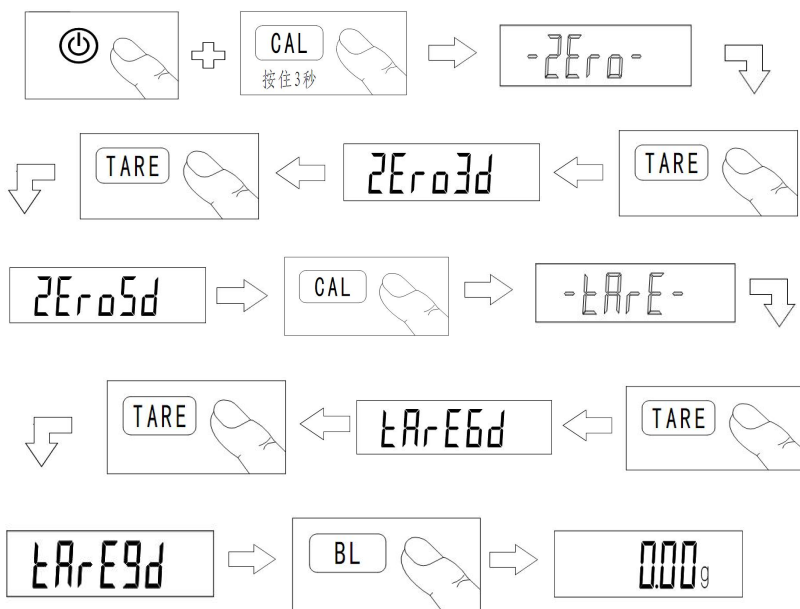 CAL
按住3秒
-ZEro-
TARE
ZEro3d
TARE
ZEro5d
CAL
-tArE-
TARE
tArE6d
TARE
tArE9d
BL
0.00g